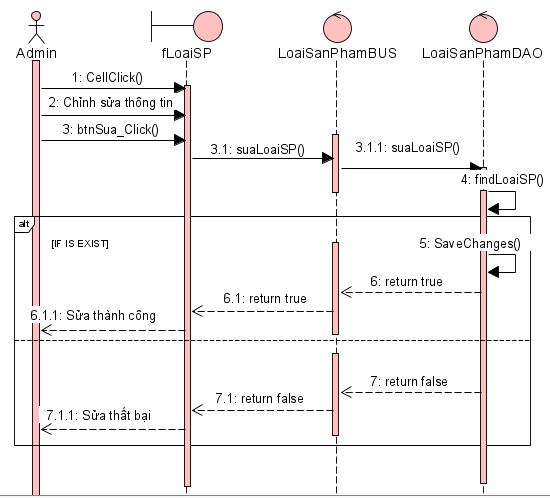 Admin
fLoaiSP
LoaiSanPhamBUS
LoaiSanPhamDAO
1: CellClick()
2: Chỉnh sửa thông tin
3: btnSua_Click()
3.1: suaLoaiSP()
3.1.1: suaLoaiSP()
4: findLoaiSP()
alt
[IF IS EXIST]
5: SaveChanges()
6: return true
6.1: return true
6.1.1: Sửa thành công
7: return false
7.1: return false
7.1.1: Sửa thất bại